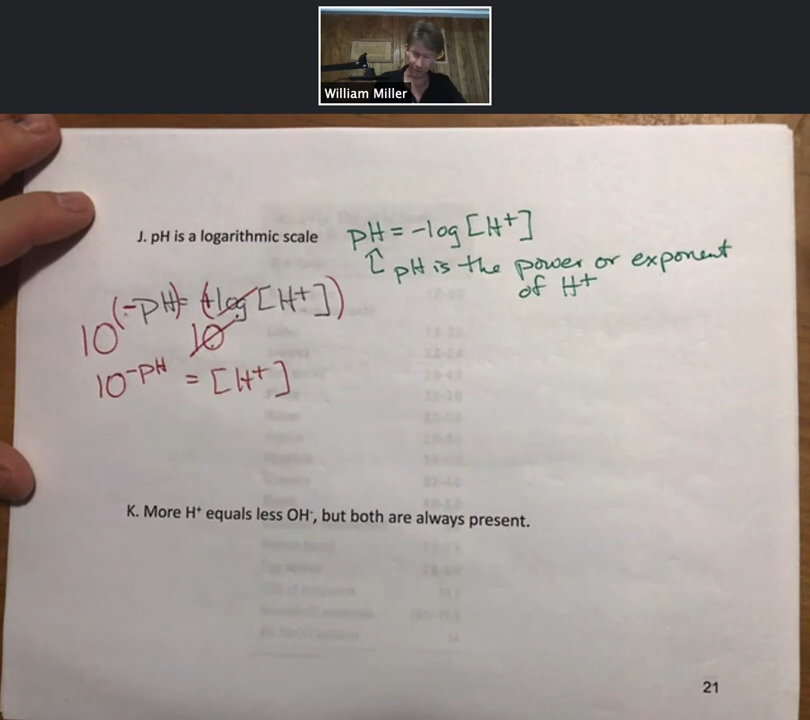 William Miller
J. pH is a logarithmic scale pH = -log [H+]
pH is the power or exponent
of H+
10(-pH) = 10(+log [H+])
10-pH = [H+]
K. More H+ equals less OH-, but both are always present.
21